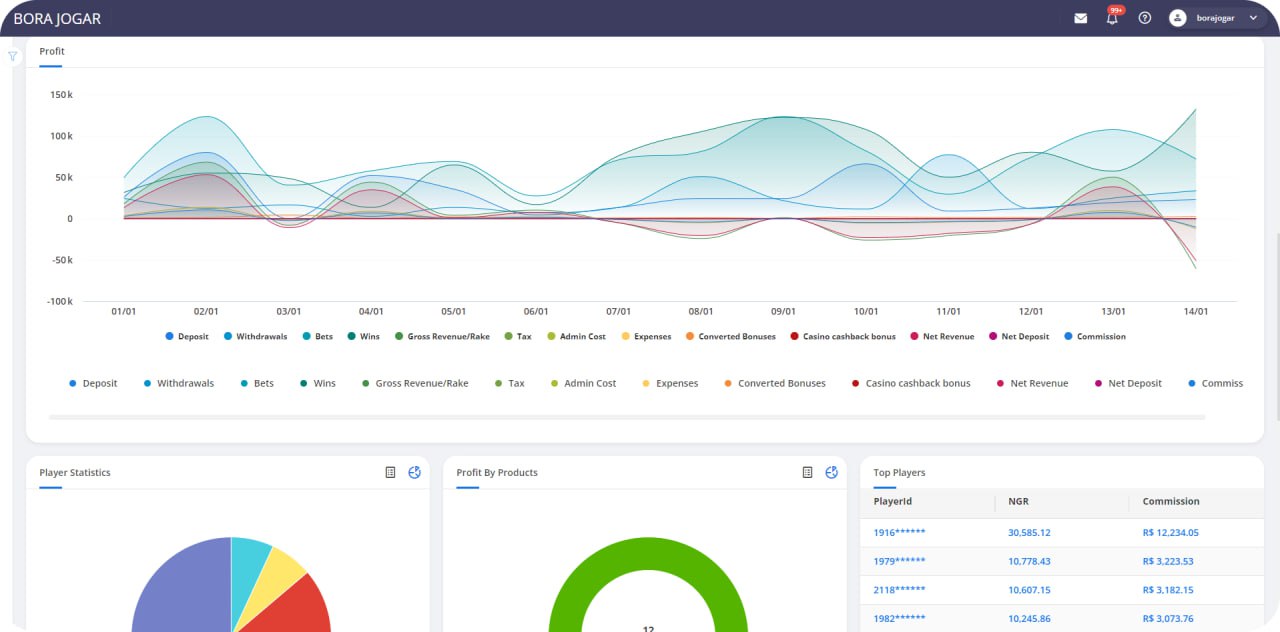 BORA JOGAR
99+
borajogar
Profit
150 k
100 k
50 k
0
-50 k
-100 k
01/01 02/01 03/01 04/01 05/01 06/01 07/01 08/01 09/01 10/01 11/01 12/01 13/01 14/01
Deposit Withdrawals Bets Wins Gross Revenue/Rake Tax Admin Cost Expenses Converted Bonuses Casino cashback bonus Net Revenue Net Deposit Commission
Deposit Withdrawals Bets Wins Gross Revenue/Rake Tax Admin Cost Expenses Converted Bonuses Casino cashback bonus Net Revenue Net Deposit Commiss
Player Statistics
Profit By Products
12
Top Players
PlayerId NGR Commission
1916****** 30,585.12 R$ 12,234.05
1979****** 10,778.43 R$ 3,223.53
2118****** 10,607.15 R$ 3,182.15
1982****** 10,245.86 R$ 3,073.76